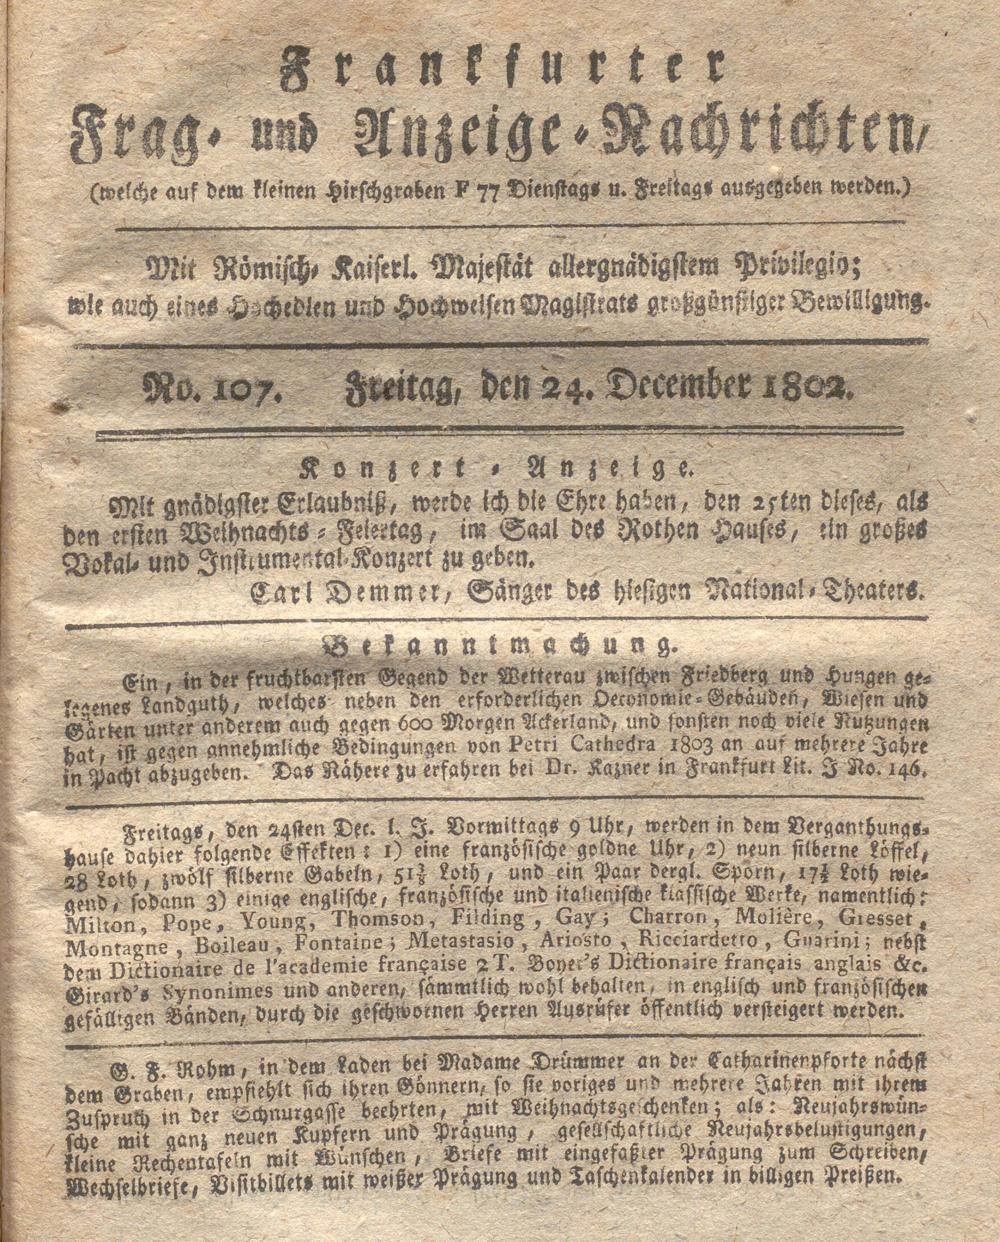 Frankfurter
Frag- und Anzeige-Nachrichten,
(welche auf dem kleinen Hirschgraben F 77 Dienstags u. Freitags ausgegeben werden.)
Mit Römisch- Kaiserl. Majestät allergnädigstem Privilegio;
wie auch eines Hochedlen und Hochweisen Magistrats großgünstiger Bewilligung.
No. 107. Freitag, den 24. December 1802.
Konzert - Anzeige.
Mit gnädigster Erlaubniß, werde ich die Ehre haben, den 25ten dieses, als
den ersten Weihnachts-Feiertag, im Saal des Rothen Hauses, ein großes
Vokal- und Instrumental-Konzert zu geben.
Carl Demmer, Sänger des hiesigen National-Theaters.
Bekanntmachung.
Ein, in der fruchtbarsten Gegend der Wetterau zwischen Friedberg und Hungen ge-
legenes Landguth, welches neben den erforderlichen Oeconomie-Gebäuden, Wiesen und
Gärten unter anderem auch gegen 600 Morgen Ackerland, und sonsten noch viele Nutzungen
hat, ist gegen annehmliche Bedingungen von Petri Cathedra 1803 an auf mehrere Jahre
in Pacht abzugeben. Das Nähere zu erfahren bei Dr. Kazner in Frankfurt Lit. J No. 146.
Freitags, den 24sten Dec. l. J. Vormittags 9 Uhr, werden in dem Verganthungs-
hause dahier folgende Effekten: 1) eine französische goldne Uhr, 2) neun silberne Löffel,
28 Loth, zwölf silberne Gabeln, 51½ Loth, und ein Paar dergl. Sporn, 17½ Loth wie-
gend, sodann 3) einige englische, französische und italienische klassische Werke, namentlich:
Milton, Pope, Young, Thomson, Filding, Gay; Charron, Molière, Gresset,
Montagne, Boileau, Fontaine; Metastasio, Ariosto, Ricciardetto, Guarini; nebst
dem Dictionaire de l'academie française 2 T. Boyer's Dictionaire français anglais &c.
Girard's Synonimes und anderen, sämmtlich wohl behalten, in englisch und französischen
gefälligen Bänden, durch die geschwornen Herren Ausrüfer öffentlich versteigert werden.
G. F. Rohm, in dem Laden bei Madame Drümmer an der Catharinenpforte nächst
dem Graben, empfiehlt sich ihren Gönnern, so sie voriges und mehrere Jahren mit ihrem
Zuspruch in der Schnurgasse beehrten, mit Weihnachtsgeschenken; als: Neujahrswün-
sche mit ganz neuen Kupfern und Prägung, gesellschaftliche Neujahrsbelustigungen,
kleine Rechentafeln mit Wünschen, Briefe mit eingefaßter Prägung zum Schreiben,
Wechselbriefe, Visitbillets mit weißer Prägung und Taschenkalender in billigen Preißen.